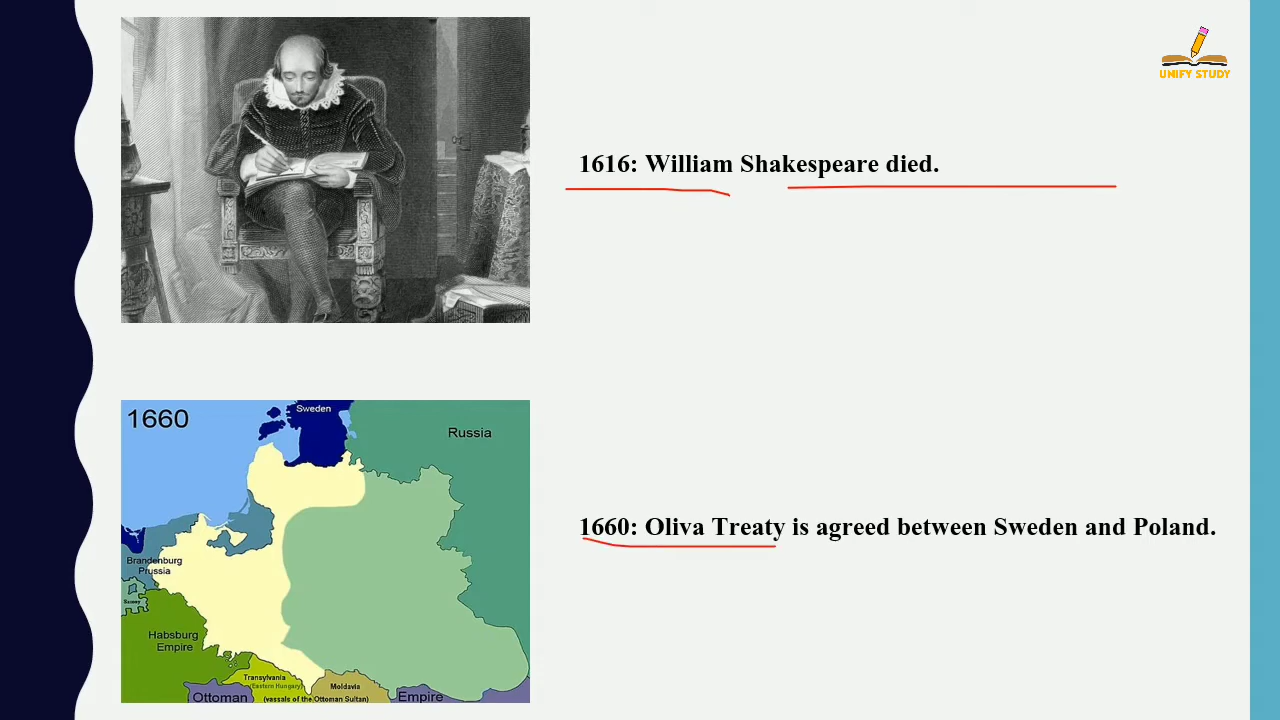 UNIFY STUDY
1616: William Shakespeare died.
1660
Sweden
Russia
Brandenburg
Prussia
Saxony
Habsburg
Empire
Transylvania
(Eastern Hungary)
Moldavia
(vassals of the Ottoman Sultan)
Ottoman
Empire
1660: Oliva Treaty is agreed between Sweden and Poland.